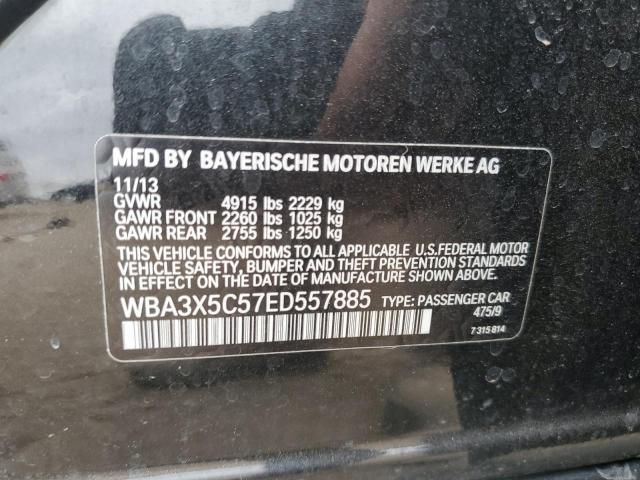 MFD BY BAYERISCHE MOTOREN WERKE AG
11/13
GVWR 4915 lbs 2229 kg
GAWR FRONT 2260 lbs 1025 kg
GAWR REAR 2755 lbs 1250 kg
THIS VEHICLE CONFORMS TO ALL APPLICABLE U.S.FEDERAL MOTOR
VEHICLE SAFETY, BUMPER AND THEFT PREVENTION STANDARDS
IN EFFECT ON THE DATE OF MANUFACTURE SHOWN ABOVE.
WBA3X5C57ED557885 TYPE: PASSENGER CAR
475/9
7 315 814